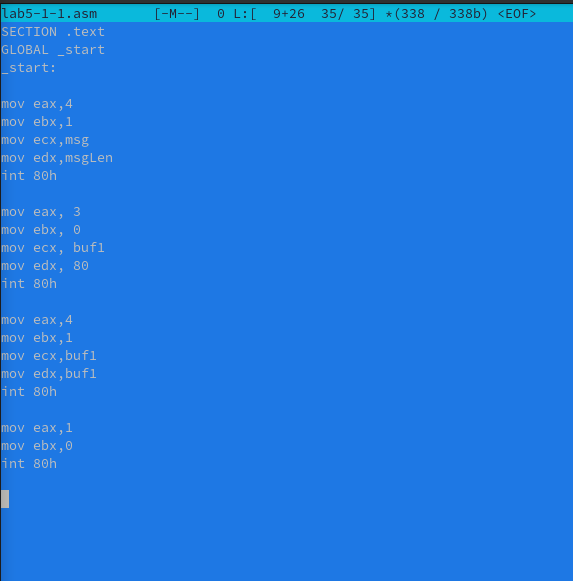 lab5-1-1.asm [-M--] 0 L:[ 9+26 35/ 35] *(338 / 338b) <EOF>
SECTION .text
GLOBAL _start
_start:
mov eax,4
mov ebx,1
mov ecx,msg
mov edx,msgLen
int 80h
mov eax, 3
mov ebx, 0
mov ecx, buf1
mov edx, 80
int 80h
mov eax,4
mov ebx,1
mov ecx,buf1
mov edx,buf1
int 80h
mov eax,1
mov ebx,0
int 80h